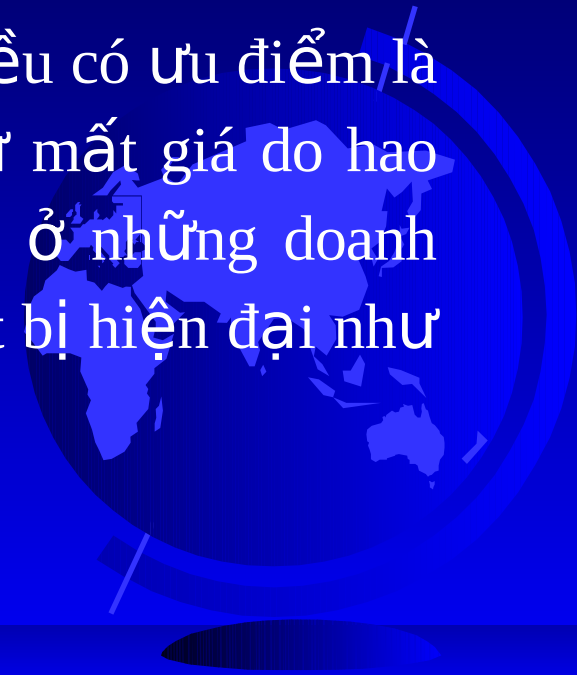 ều có ưu điểm là
mất giá do hao
ở những doanh
bị hiện đại như